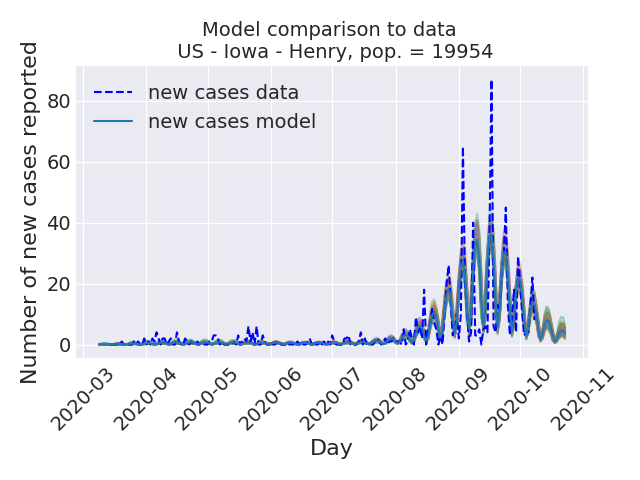 Model comparison to data
US - Iowa - Henry, pop. = 19954
Number of new cases reported
80
60
40
20
0
new cases data
new cases model
2020-03
2020-04
2020-05
2020-06
2020-07
2020-08
2020-09
2020-10
2020-11
Day